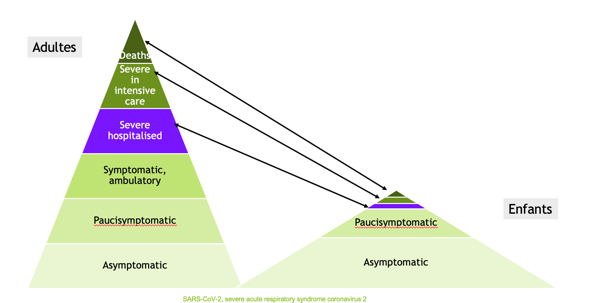 Adultes
Deaths
Severe
in
intensive
care
Severe
hospitalised
Symptomatic,
ambulatory
Paucisymptomatic
Asymptomatic
Enfants
Paucisymptomatic
Asymptomatic
SARS-CoV-2, severe acute respiratory syndrome coronavirus 2